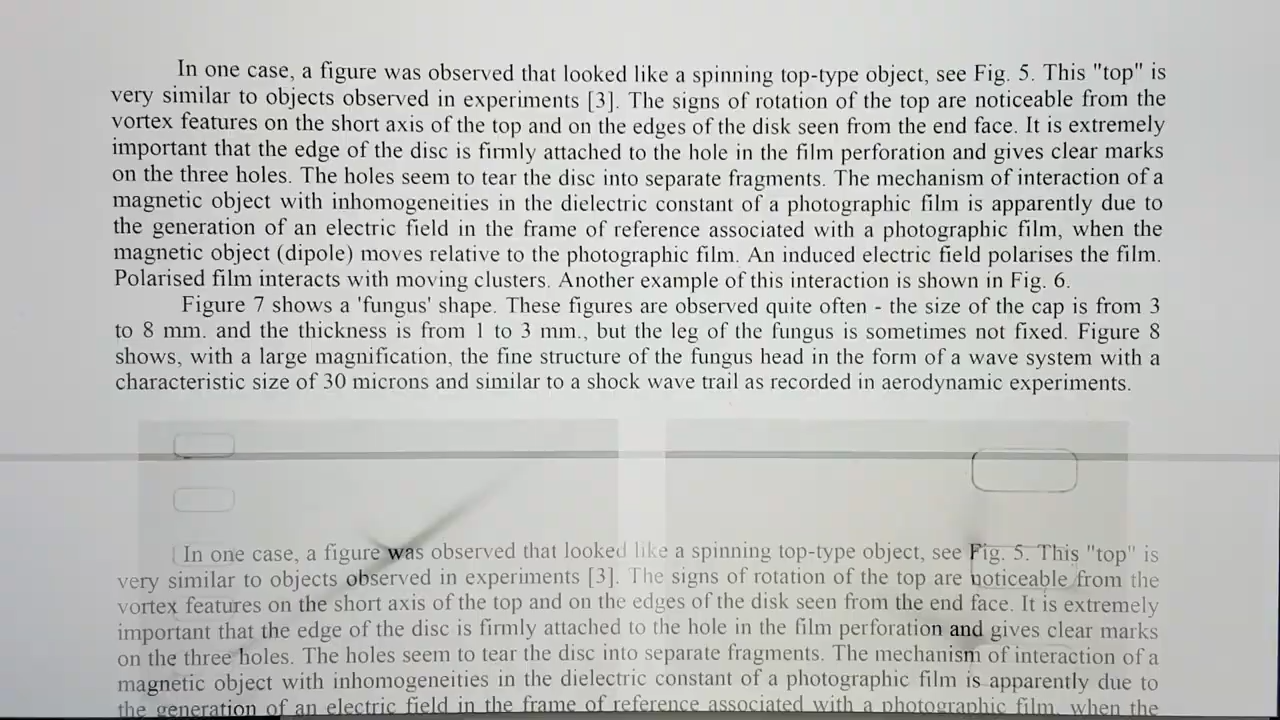 In one case, a figure was observed that looked like a spinning top-type object, see Fig. 5. This "top" is
very similar to objects observed in experiments [3]. The signs of rotation of the top are noticeable from the
vortex features on the short axis of the top and on the edges of the disk seen from the end face. It is extremely
important that the edge of the disc is firmly attached to the hole in the film perforation and gives clear marks
on the three holes. The holes seem to tear the disc into separate fragments. The mechanism of interaction of a
magnetic object with inhomogeneities in the dielectric constant of a photographic film is apparently due to
the generation of an electric field in the frame of reference associated with a photographic film, when the
magnetic object (dipole) moves relative to the photographic film. An induced electric field polarises the film.
Polarised film interacts with moving clusters. Another example of this interaction is shown in Fig. 6.
Figure 7 shows a 'fungus' shape. These figures are observed quite often - the size of the cap is from 3
to 8 mm. and the thickness is from 1 to 3 mm., but the leg of the fungus is sometimes not fixed. Figure 8
shows, with a large magnification, the fine structure of the fungus head in the form of a wave system with a
characteristic size of 30 microns and similar to a shock wave trail as recorded in aerodynamic experiments.
In one case, a figure was observed that looked like a spinning top-type object, see Fig. 5. This "top" is
very similar to objects observed in experiments [3]. The signs of rotation of the top are noticeable from the
vortex features on the short axis of the top and on the edges of the disk seen from the end face. It is extremely
important that the edge of the disc is firmly attached to the hole in the film perforation and gives clear marks
on the three holes. The holes seem to tear the disc into separate fragments. The mechanism of interaction of a
magnetic object with inhomogeneities in the dielectric constant of a photographic film is apparently due to
the generation of an electric field in the frame of reference associated with a photographic film, when the